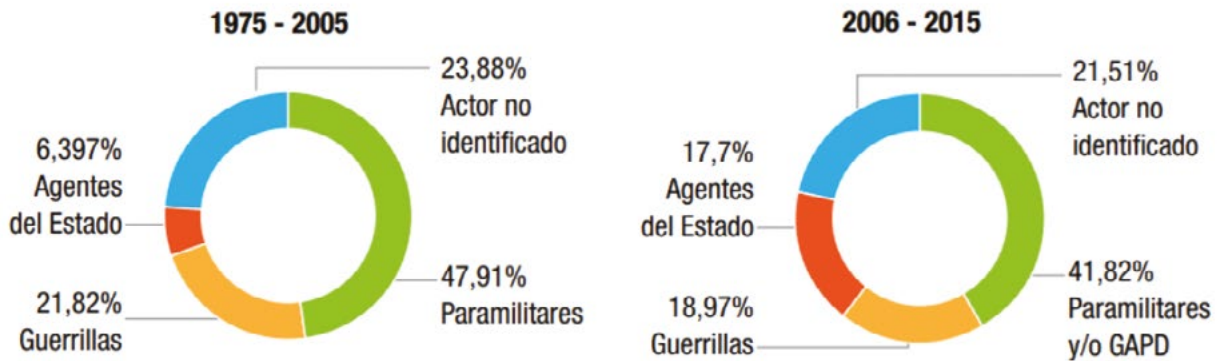 1975 - 2005
23,88%
Actor no
identificado
6,397%
Agentes
del Estado
21,82%
Guerrillas
47,91%
Paramilitares
2006 - 2015
21,51%
Actor no
identificado
17,7%
Agentes
del Estado
18,97%
Guerrillas
41,82%
Paramilitares
y/o GAPD